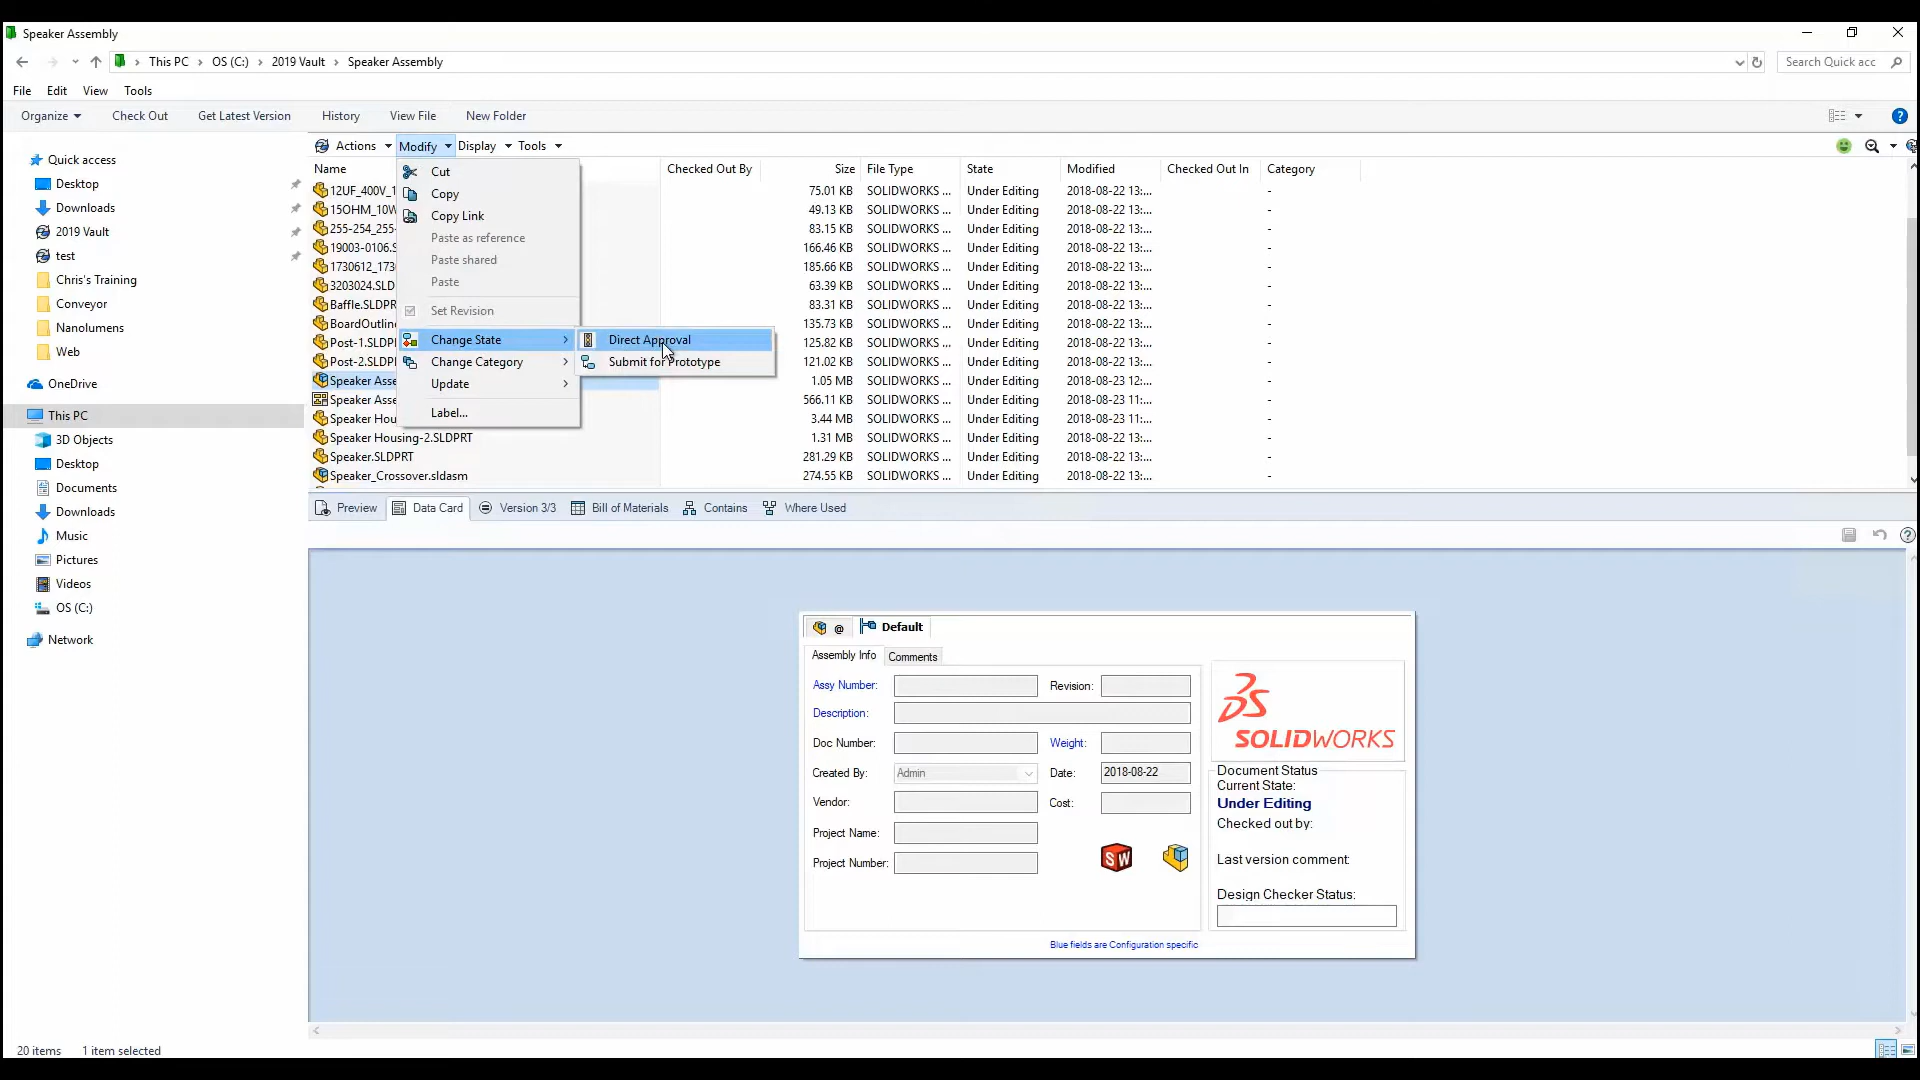 Speaker Assembly
This PC > OS (C:) > 2019 Vault > Speaker Assembly
Search Quick acc
File Edit View Tools
Organize Check Out Get Latest Version History View File New Folder
Quick access
Desktop
Downloads
2019 Vault
test
Chris's Training
Conveyor
Nanolumens
Web
OneDrive
This PC
3D Objects
Desktop
Documents
Downloads
Music
Pictures
Videos
OS (C:)
Network
Actions Modify Display Tools
Name Checked Out By Size File Type State Modified Checked Out In Category
12UF_400V_1 75.01 KB SOLIDWORKS ... Under Editing 2018-08-22 13:... -
15OHM_10W 49.13 KB SOLIDWORKS ... Under Editing 2018-08-22 13:... -
255-254_255- 83.15 KB SOLIDWORKS ... Under Editing 2018-08-22 13:... -
19003-0106.S 166.46 KB SOLIDWORKS ... Under Editing 2018-08-22 13:... -
1730612_173 185.66 KB SOLIDWORKS ... Under Editing 2018-08-22 13:... -
3203024.SLD 63.39 KB SOLIDWORKS ... Under Editing 2018-08-22 13:... -
Baffle.SLDPR 83.31 KB SOLIDWORKS ... Under Editing 2018-08-22 13:... -
BoardOutlin 135.73 KB SOLIDWORKS ... Under Editing 2018-08-22 13:... -
Post-1.SLDP 125.82 KB SOLIDWORKS ... Under Editing 2018-08-22 13:... -
Post-2.SLDP 121.02 KB SOLIDWORKS ... Under Editing 2018-08-22 13:... -
Speaker Asse 1.05 MB SOLIDWORKS ... Under Editing 2018-08-23 12:... -
Speaker Asse 566.11 KB SOLIDWORKS ... Under Editing 2018-08-23 11:... -
Speaker Hou 3.44 MB SOLIDWORKS ... Under Editing 2018-08-23 11:... -
Speaker Housing-2.SLDPRT 1.31 MB SOLIDWORKS ... Under Editing 2018-08-22 13:... -
Speaker.SLDPRT 281.29 KB SOLIDWORKS ... Under Editing 2018-08-22 13:... -
Speaker_Crossover.sldasm 274.55 KB SOLIDWORKS ... Under Editing 2018-08-22 13:... -
Cut
Copy
Copy Link
Paste as reference
Paste shared
Paste
Set Revision
Change State
Change Category
Update
Label...
Direct Approval
Submit for Prototype
Preview Data Card Version 3/3 Bill of Materials Contains Where Used
@ Default
Assembly Info Comments
Assy Number: Revision:
Description:
Doc Number: Weight:
Created By: Admin Date: 2018-08-22
Vendor: Cost:
Project Name:
Project Number:
SW
Blue fields are Configuration specific
SOLIDWORKS
Document Status
Current State:
Under Editing
Checked out by:
Last version comment:
Design Checker Status:
20 items 1 item selected